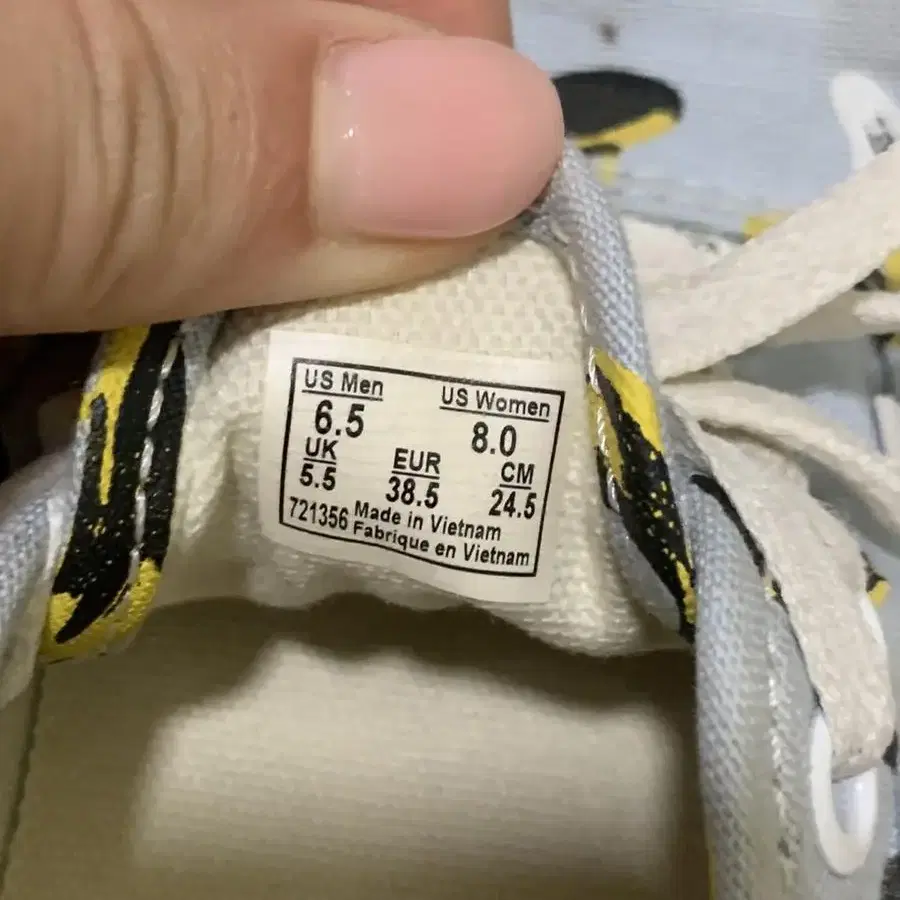 US Men US Women
6.5 8.0
UK EUR CM
5.5 38.5 24.5
721356 Made in Vietnam
Fabrique en Vietnam